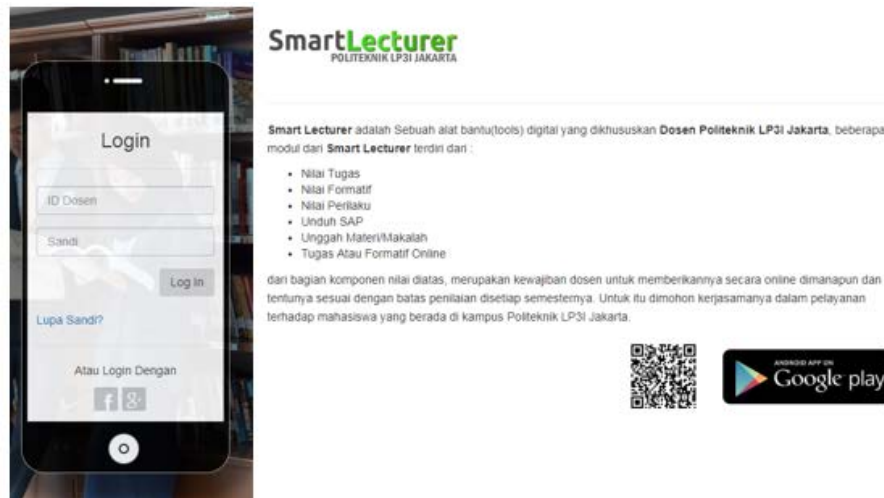 Login
ID Dosen
Sandi
Log In
Lupa Sandi?
Atau Login Dengan
f g+
SmartLecturer
POLITEKNIK LP3I JAKARTA
Smart Lecturer adalah Sebuah alat bantu(tools) digital yang dikhususkan Dosen Politeknik LP3I Jakarta, beberapa
modul dari Smart Lecturer terdiri dari :
• Nilai Tugas
• Nilai Formatif
• Nilai Perilaku
• Unduh SAP
• Unggah Materi/Makalah
• Tugas Atau Formatif Online
dari bagian komponen nilai diatas, merupakan kewajiban dosen untuk memberikannya secara online dimanapun dan
tentunya sesuai dengan batas penilaian disetiap semesternya. Untuk itu dimohon kerjasamanya dalam pelayanan
terhadap mahasiswa yang berada di kampus Politeknik LP3I Jakarta.
ANDROID APP ON
Google play